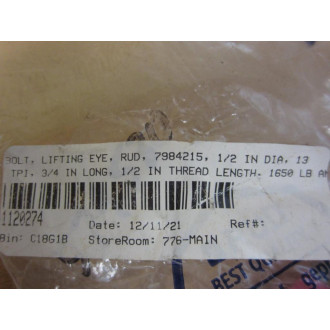 BOLT, LIFTING EYE, RUD, 7984215, 1/2 IN DIA, 13
TPI, 3/4 IN LONG, 1/2 IN THREAD LENGTH, 1650 LB
1120274 Date: 12/11/21 Ref#:
Bin: C18G1B StoreRoom: 776-MAIN
BEST